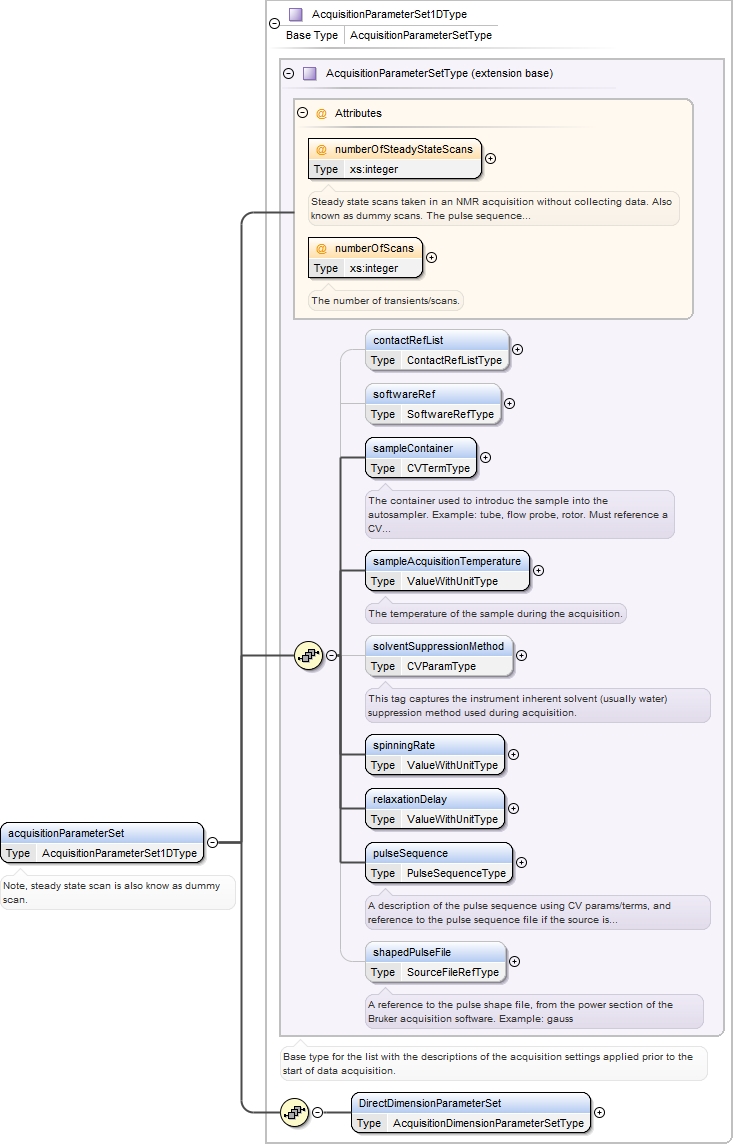 AcquisitionParameterSet1DType
Base Type AcquisitionParameterSetType
AcquisitionParameterSetType (extension base)
@ Attributes
@ numberOfSteadyStateScans
Type xs:integer
Steady state scans taken in an NMR acquisition without collecting data. Also
known as dummy scans. The pulse sequence...
@ numberOfScans
Type xs:integer
The number of transients/scans.
contactRefList
Type ContactRefListType
softwareRef
Type SoftwareRefType
sampleContainer
Type CVTermType
The container used to introduc the sample into the
autosampler. Example: tube, flow probe, rotor. Must reference a
CV...
sampleAcquisitionTemperature
Type ValueWithUnitType
The temperature of the sample during the acquisition.
solventSuppressionMethod
Type CVParamType
This tag captures the instrument inherent solvent (usually water)
suppression method used during acquisition.
spinningRate
Type ValueWithUnitType
relaxationDelay
Type ValueWithUnitType
acquisitionParameterSet
Type AcquisitionParameterSet1DType
Note, steady state scan is also know as dummy
scan.
pulseSequence
Type PulseSequenceType
A description of the pulse sequence using CV params/terms, and
reference to the pulse sequence file if the source is...
shapedPulseFile
Type SourceFileRefType
A reference to the pulse shape file, from the power section of the
Bruker acquisition software. Example: gauss
Base type for the list with the descriptions of the acquisition settings applied prior to the
start of data acquisition.
DirectDimensionParameterSet
Type AcquisitionDimensionParameterSetType